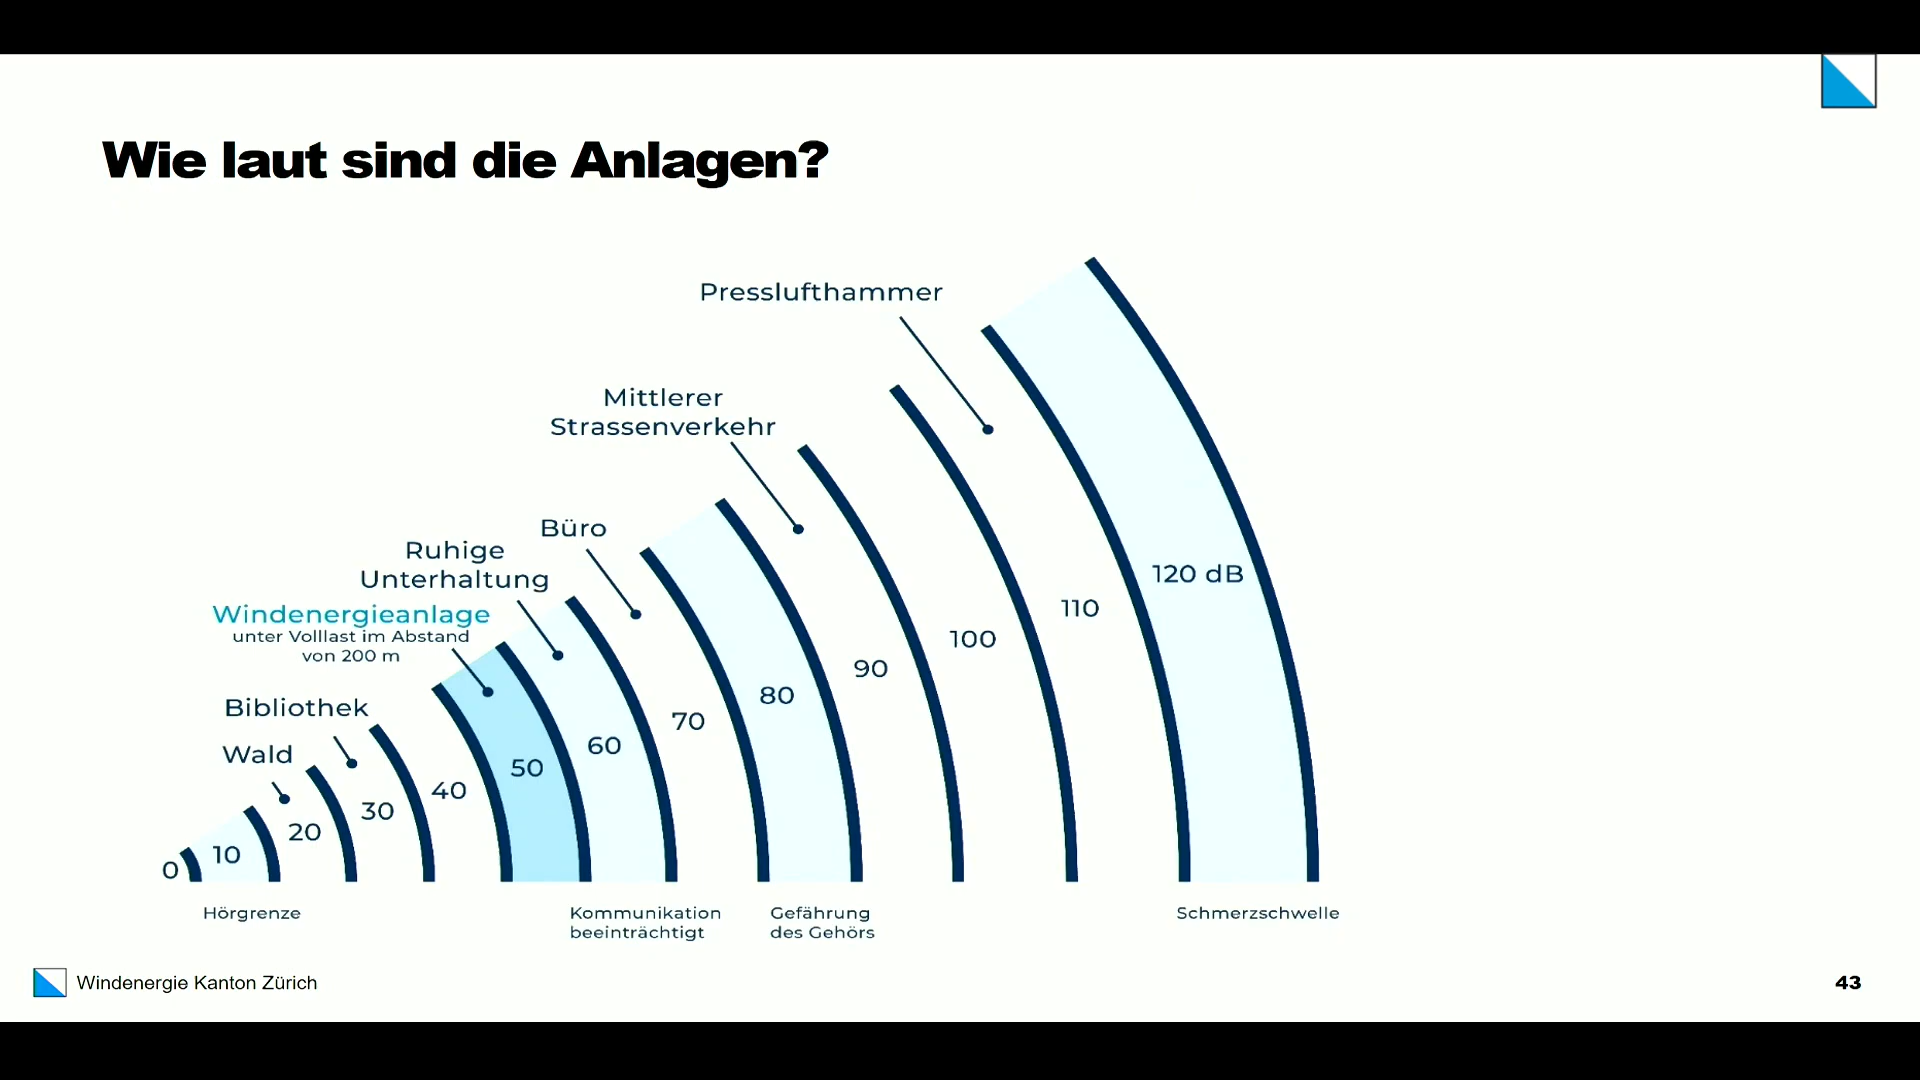 Wie laut sind die Anlagen?
Presslufthammer
Mittlerer
Strassenverkehr
Büro
Ruhige
Unterhaltung
Windenergieanlage
unter Volllast im Abstand
von 200 m
Bibliothek
Wald
0
10
20
30
40
50
60
70
80
90
100
110
120 dB
Hörgrenze
Kommunikation
beeinträchtigt
Gefährung
des Gehörs
Schmerzschwelle
Windenergie Kanton Zürich
43